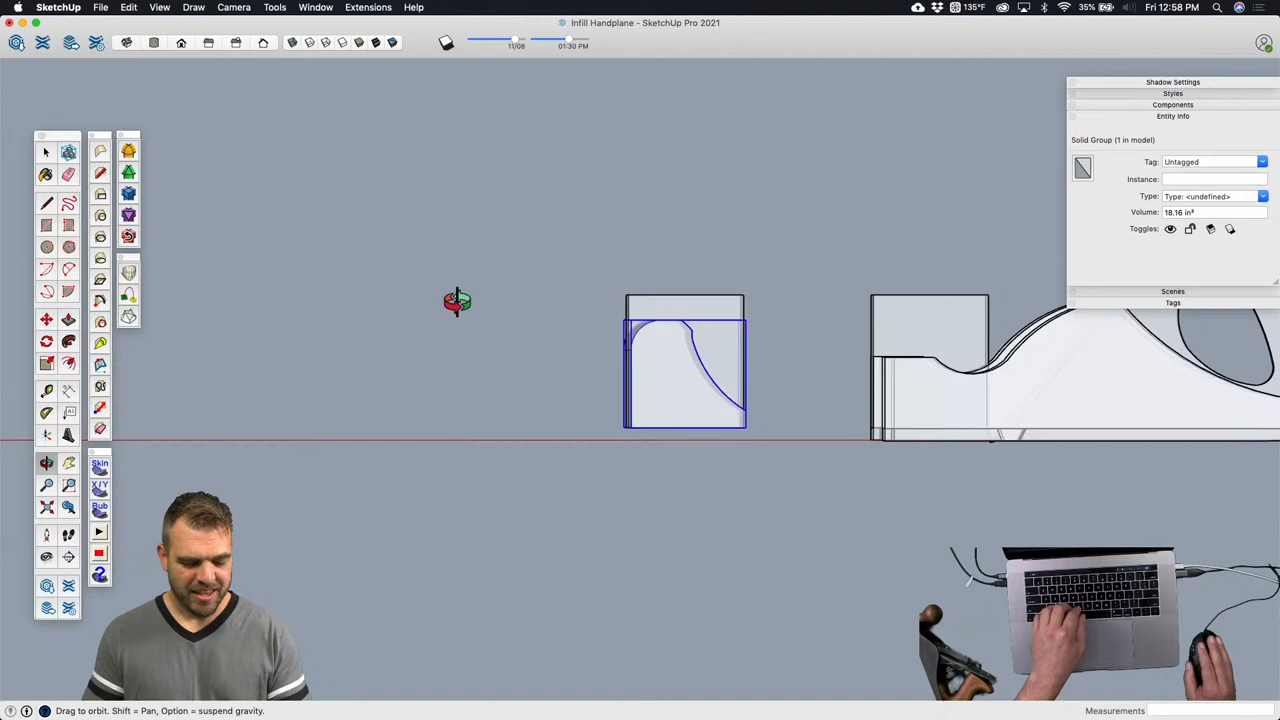 SketchUp File Edit View Draw Camera Tools Window Extensions Help
135°F 35% Fri 12:58 PM
Infill Handplane - SketchUp Pro 2021
11/08 01:30 PM
Shadow Settings
Styles
Components
Entity Info
Solid Group (1 in model)
Tag: Untagged
Instance:
Type: Type: <undefined>
Volume: 18.16 in³
Toggles:
Scenes
Tags
A1
Skin
X/Y
Bub
Drag to orbit. Shift = Pan, Option = suspend gravity.
Measurements